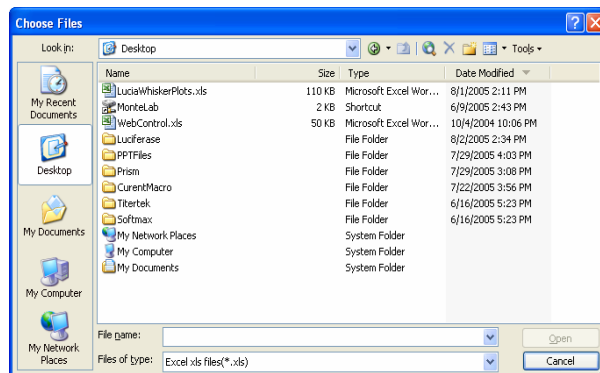 Choose Files
Look in: Desktop Tools
My Recent Documents
Desktop
My Documents
My Computer
My Network Places
Name Size Type Date Modified
LuciaWhiskerPlots.xls 110 KB Microsoft Excel Wor... 8/1/2005 2:11 PM
MonteLab 2 KB Shortcut 6/9/2005 2:43 PM
WebControl.xls 50 KB Microsoft Excel Wor... 10/4/2004 10:06 PM
Luciferase File Folder 8/2/2005 2:34 PM
PPTFiles File Folder 7/29/2005 4:03 PM
Prism File Folder 7/29/2005 3:08 PM
CurentMacro File Folder 7/22/2005 3:56 PM
Titertek File Folder 6/16/2005 5:23 PM
Softmax File Folder 6/16/2005 5:23 PM
My Network Places System Folder
My Computer System Folder
My Documents System Folder
File name: Open
Files of type: Excel xls files(*.xls) Cancel